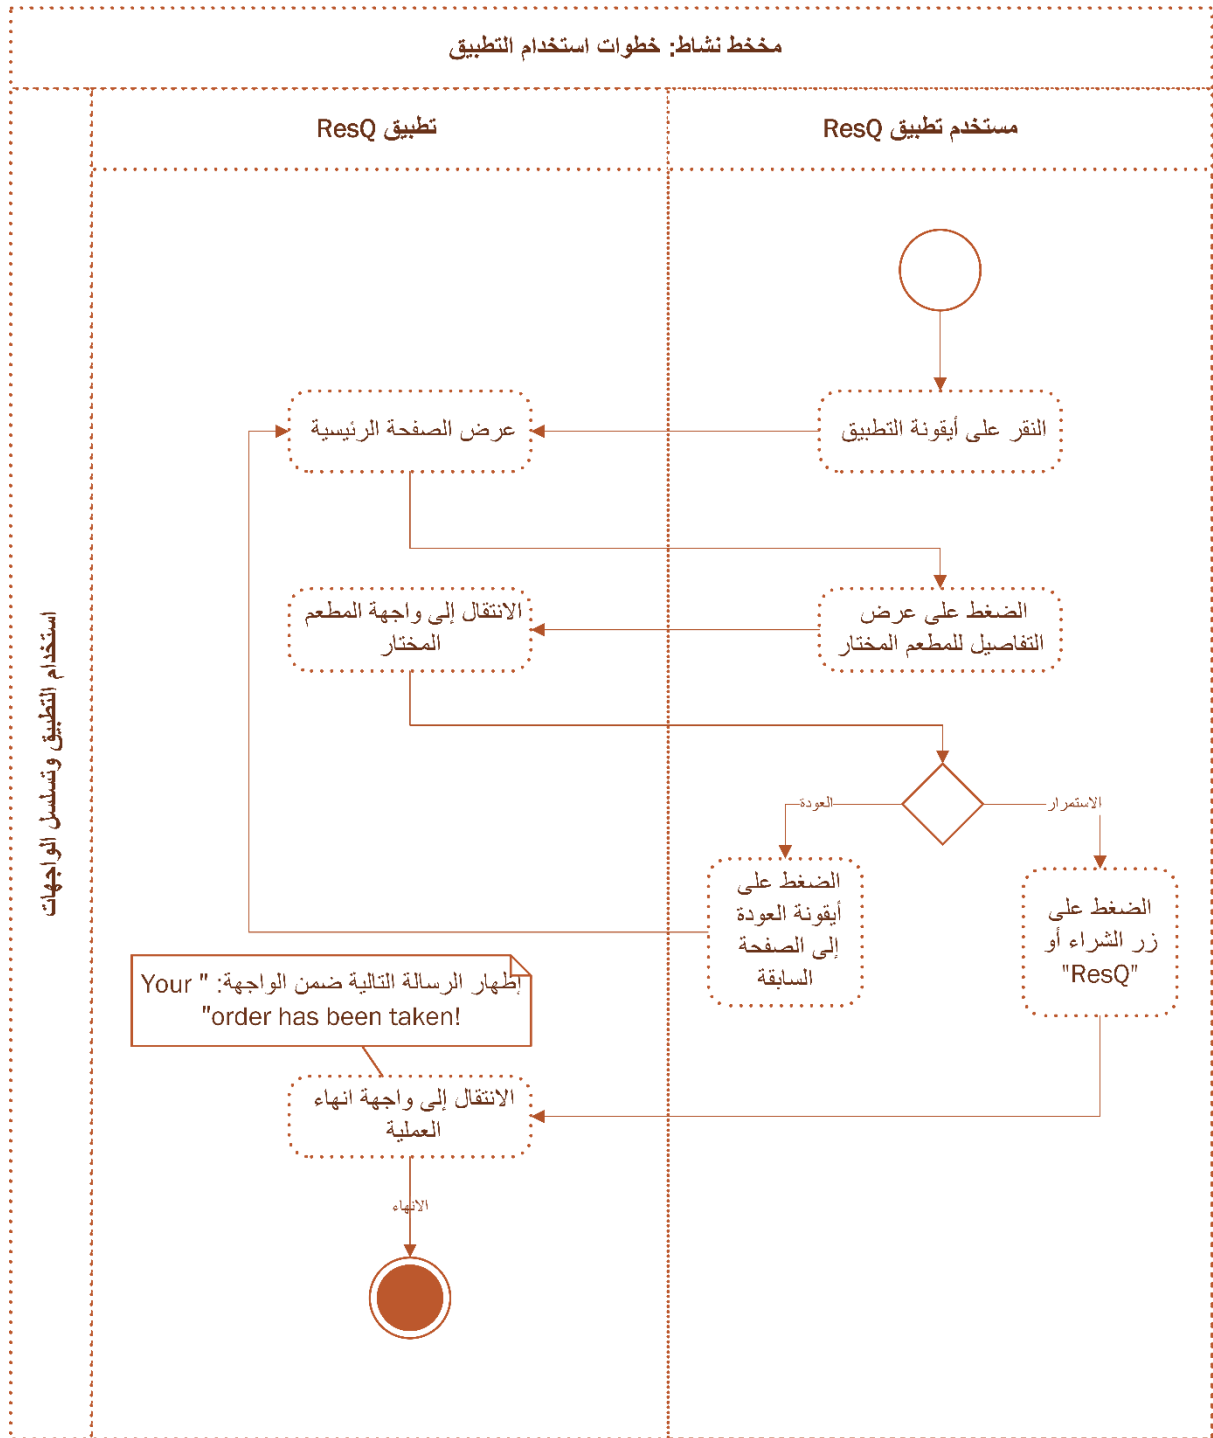 مخخط نشاط: خطوات استخدام التطبيق
مستخدم تطبيق ResQ
تطبيق ResQ
استخدام التطبيق وتسلسل الواجهات
النقر على أيقونة التطبيق
عرض الصفحة الرئيسية
الضغط على عرض
التفاصيل للمطعم المختار
الانتقال إلى واجهة المطعم
المختار
الاستمرار
العودة
الضغط على
زر الشراء أو
"ResQ"
الضغط على
أيقونة العودة
إلى الصفحة
السابقة
إظهار الرسالة التالية ضمن الواجهة: " Your
order has been taken!"
الانتقال إلى واجهة انهاء
العملية
الانهاء